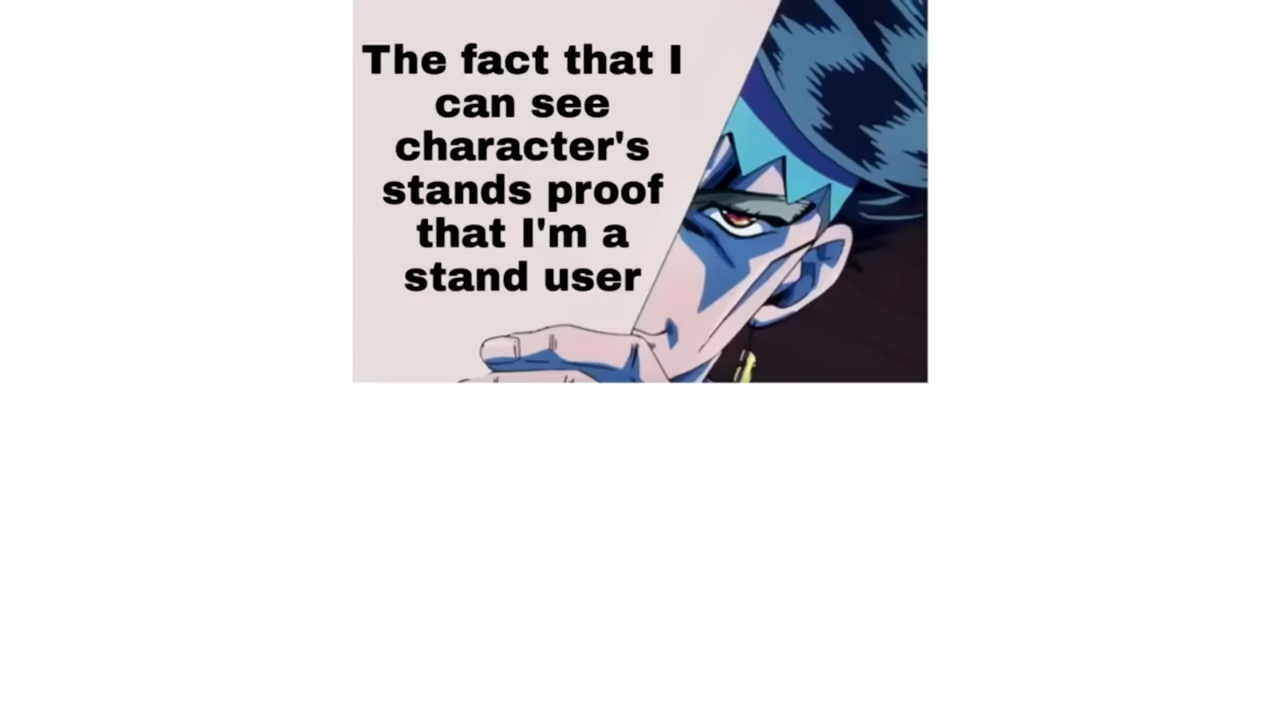 The fact that I
can see
character's
stands proof
that I'm a
stand user